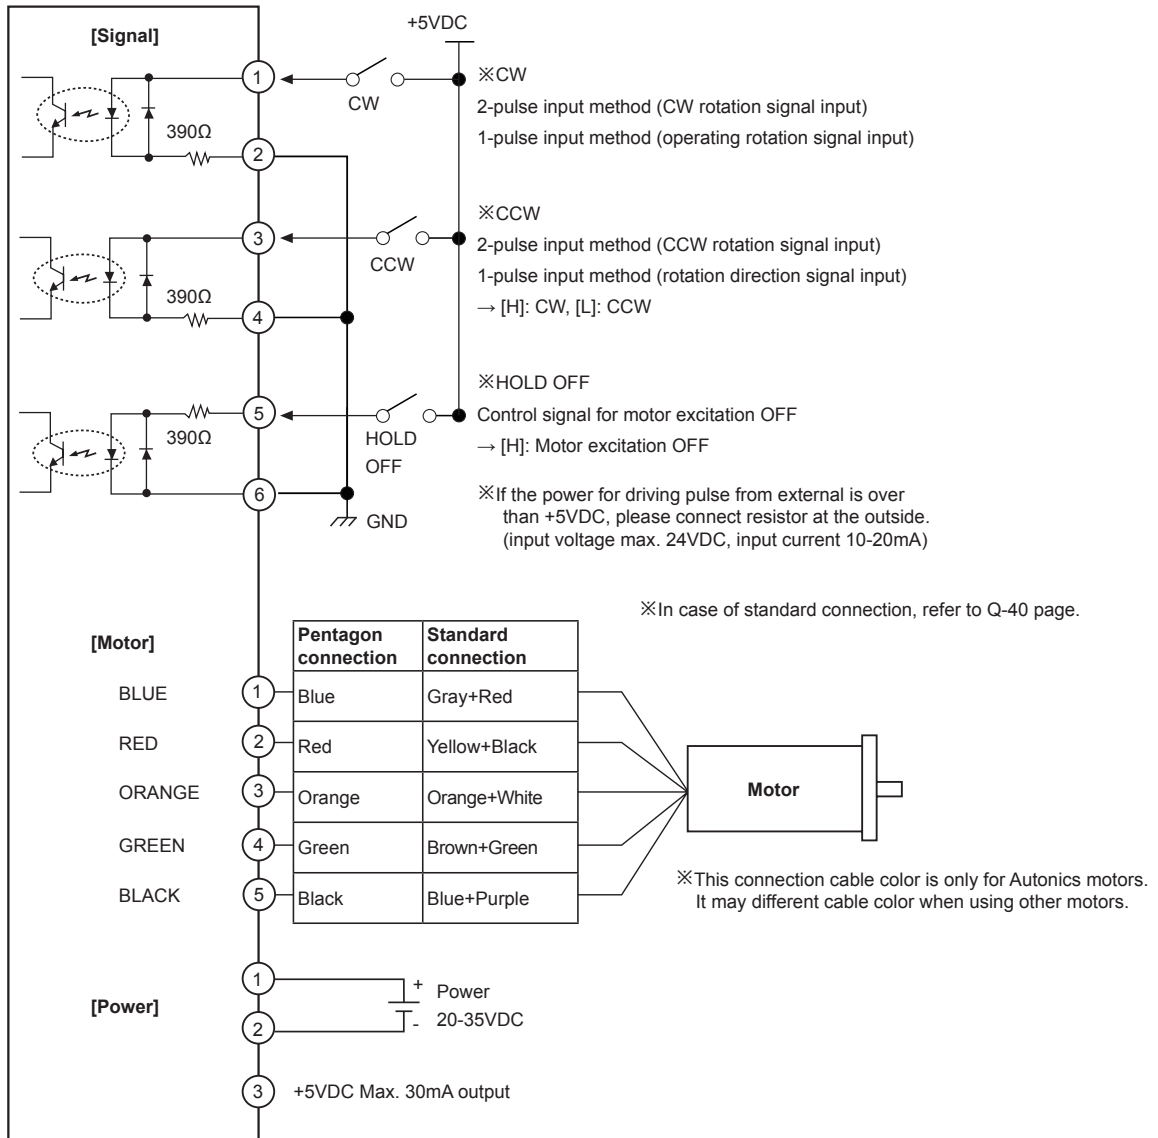 +5VDC
[Signal]
1
CW
※CW
2-pulse input method (CW rotation signal input)
1-pulse input method (operating rotation signal input)
390Ω
2
※CCW
3
CCW
2-pulse input method (CCW rotation signal input)
1-pulse input method (rotation direction signal input)
→ [H]: CW, [L]: CCW
390Ω
4
※HOLD OFF
5
Control signal for motor excitation OFF
→ [H]: Motor excitation OFF
390Ω
HOLD
OFF
6
GND
※If the power for driving pulse from external is over
than +5VDC, please connect resistor at the outside.
(input voltage max. 24VDC, input current 10-20mA)
※In case of standard connection, refer to Q-40 page.
[Motor]
Pentagon connection
Standard connection
BLUE 1 Blue Gray+Red
RED 2 Red Yellow+Black
ORANGE 3 Orange Orange+White
GREEN 4 Green Brown+Green
BLACK 5 Black Blue+Purple
Motor
※This connection cable color is only for Autonics motors.
It may different cable color when using other motors.
[Power]
1
+ Power
- 20-35VDC
2
3 +5VDC Max. 30mA output